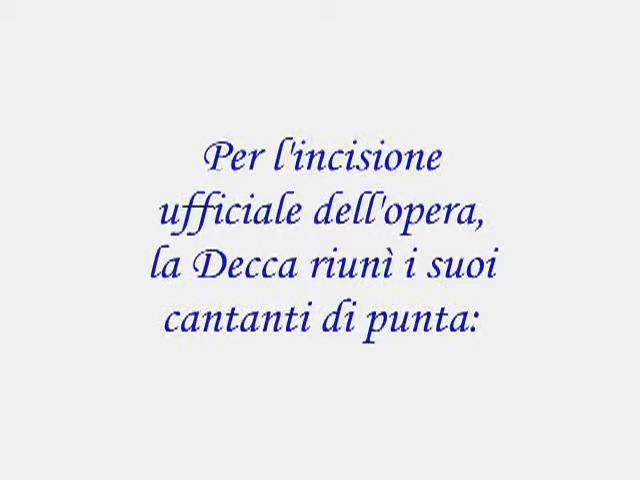 Per l'incisione
ufficiale dell'opera,
la Decca riunì i suoi
cantanti di punta: